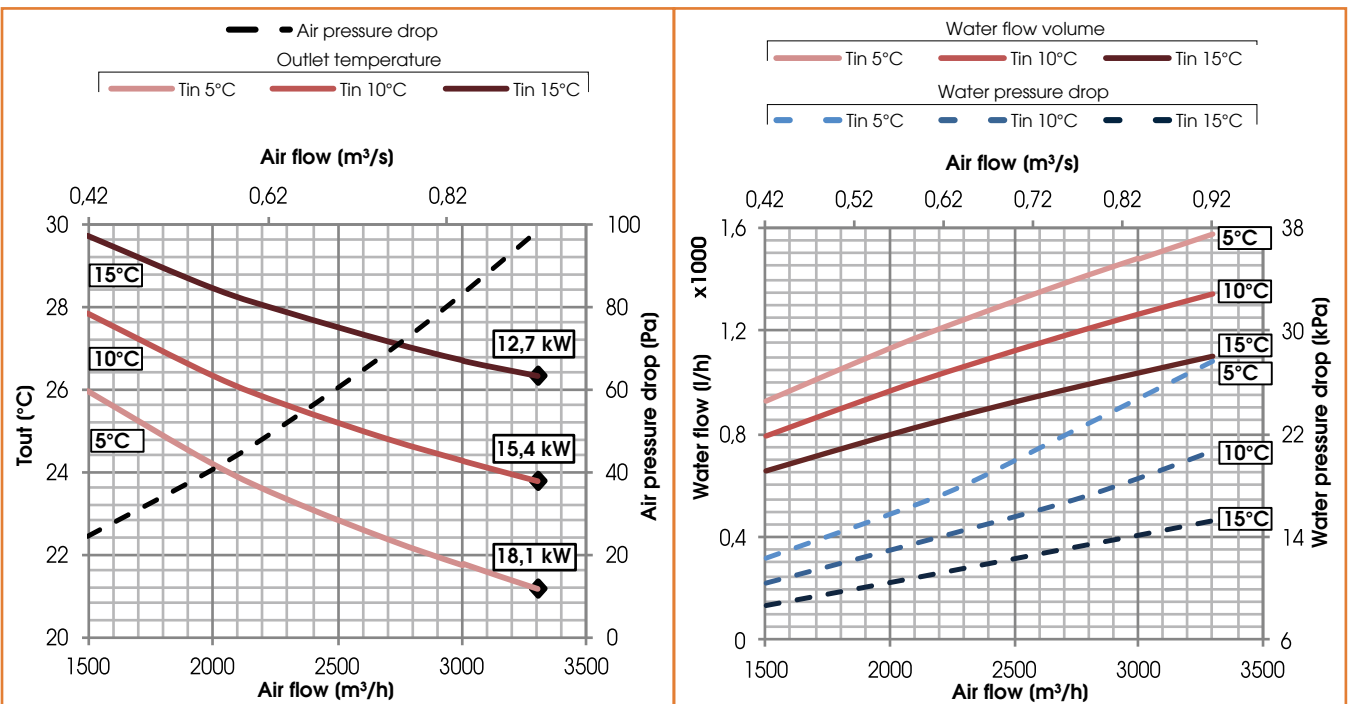 Air pressure drop
Outlet temperature
Tin 5°C Tin 10°C Tin 15°C
Air flow (m³/s)
0,42 0,62 0,82
30 100
15°C
28 80
12,7 kW
10°C
26 60
5°C
15,4 kW
24 40
22 20
18,1 kW
20 0
1500 2000 2500 3000 3500
Air flow (m³/h)
Tout (°C)
Air pressure drop (Pa)
Water flow volume
Tin 5°C Tin 10°C Tin 15°C
Water pressure drop
Tin 5°C Tin 10°C Tin 15°C
Air flow (m³/s)
0,42 0,52 0,62 0,72 0,82 0,92
1,6 38
5°C
10°C
1,2 30
15°C
5°C
0,8 22
10°C
15°C
0,4 14
0 6
1500 2000 2500 3000 3500
Air flow (m³/h)
x1000
Water flow (l/h)
Water pressure drop (kPa)